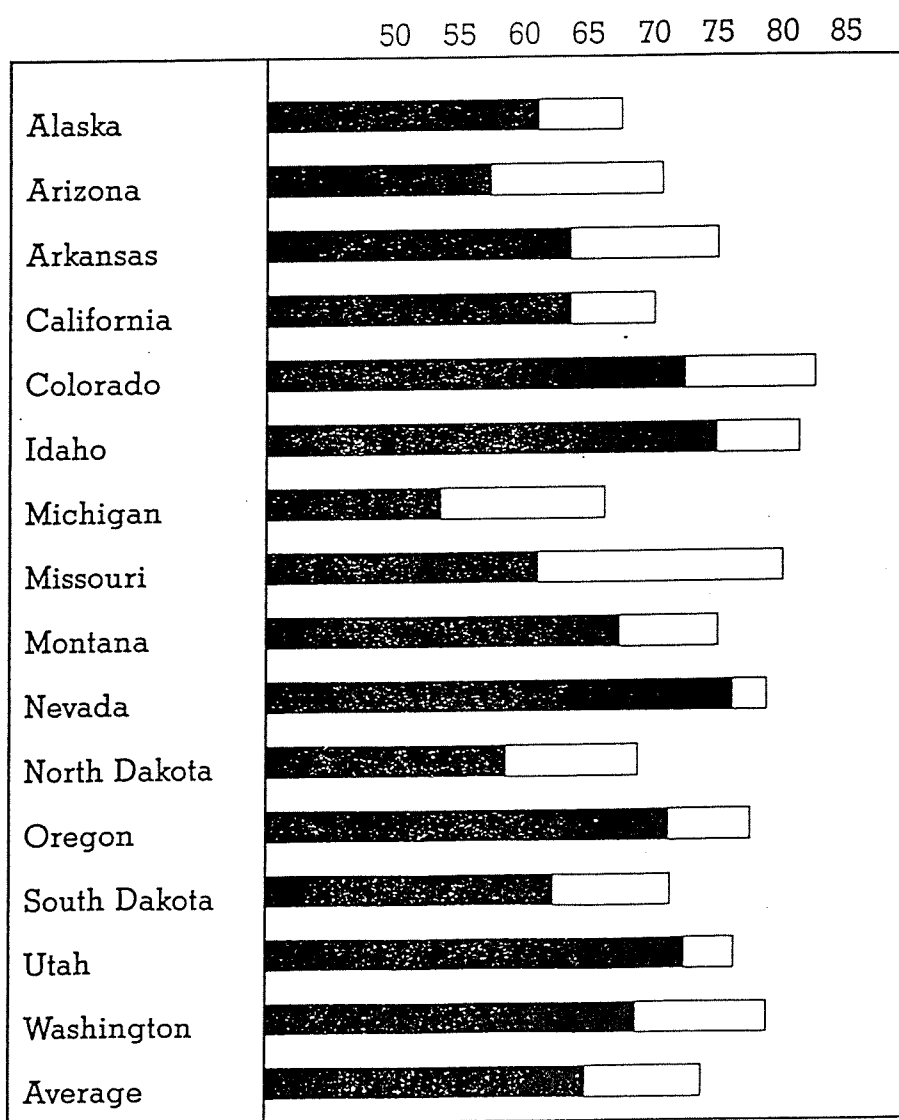 50 55 60 65 70 75 80 85
Alaska
Arizona
Arkansas
California
Colorado
Idaho
Michigan
Missouri
Montana
Nevada
North Dakota
Oregon
South Dakota
Utah
Washington
Average